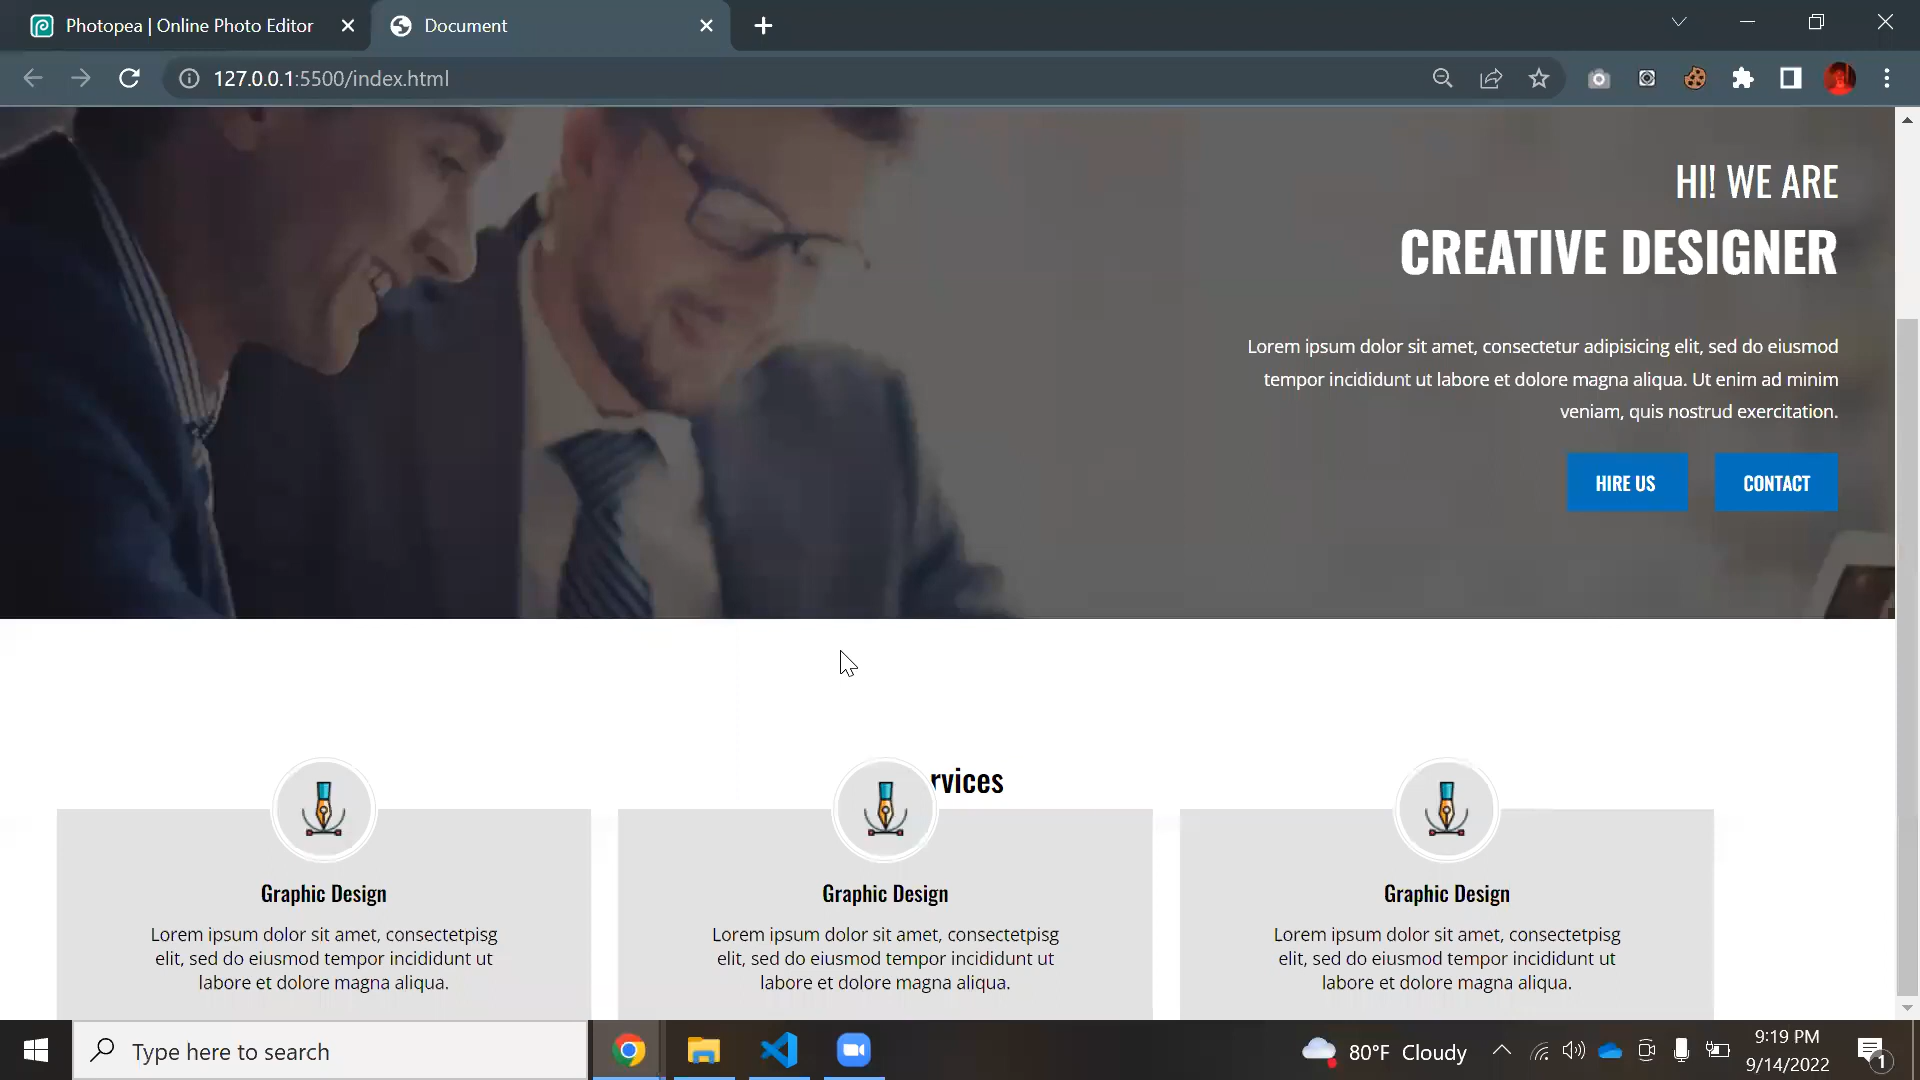 Photopea | Online Photo Editor
Document
127.0.0.1:5500/index.html
HI! WE ARE
CREATIVE DESIGNER
Lorem ipsum dolor sit amet, consectetur adipisicing elit, sed do eiusmod
tempor incididunt ut labore et dolore magna aliqua. Ut enim ad minim
veniam, quis nostrud exercitation.
HIRE US
CONTACT
rvices
Graphic Design
Lorem ipsum dolor sit amet, consectetpisg
elit, sed do eiusmod tempor incididunt ut
labore et dolore magna aliqua.
Graphic Design
Lorem ipsum dolor sit amet, consectetpisg
elit, sed do eiusmod tempor incididunt ut
labore et dolore magna aliqua.
Graphic Design
Lorem ipsum dolor sit amet, consectetpisg
elit, sed do eiusmod tempor incididunt ut
labore et dolore magna aliqua.
Type here to search
80°F Cloudy
9:19 PM
9/14/2022
1